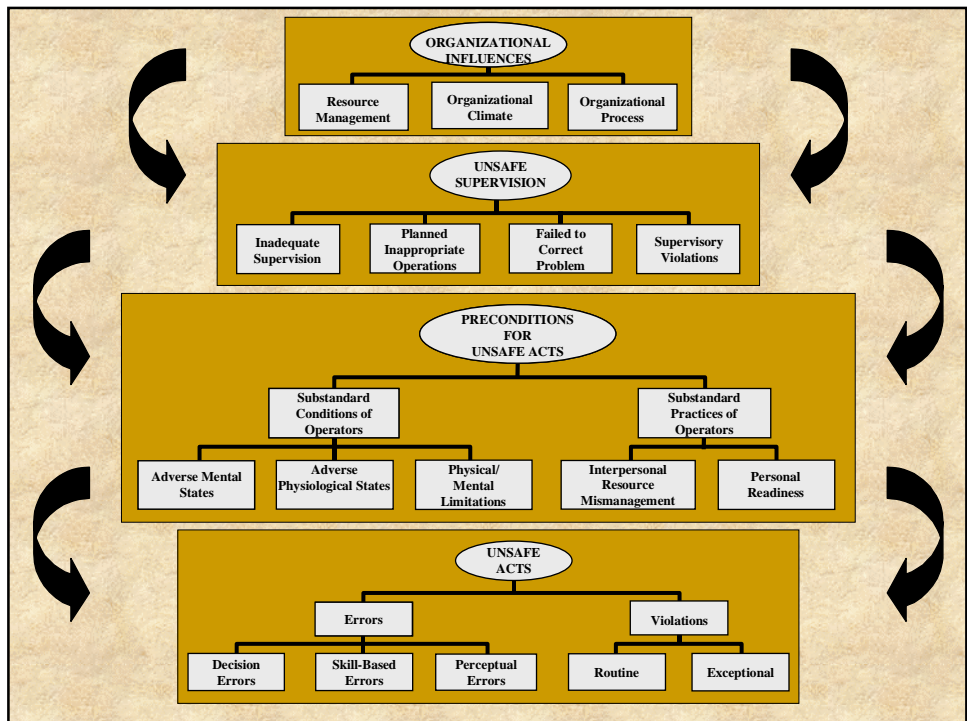 ORGANIZATIONAL
INFLUENCES
Resource
Management
Organizational
Climate
Organizational
Process
UNSAFE
SUPERVISION
Inadequate
Supervision
Planned
Inappropriate
Operations
Failed to
Correct
Problem
Supervisory
Violations
PRECONDITIONS
FOR
UNSAFE ACTS
Substandard
Conditions of
Operators
Substandard
Practices of
Operators
Adverse Mental
States
Adverse
Physiological States
Physical/
Mental
Limitations
Interpersonal
Resource
Mismanagement
Personal
Readiness
UNSAFE
ACTS
Errors
Violations
Decision
Errors
Skill-Based
Errors
Perceptual
Errors
Routine
Exceptional